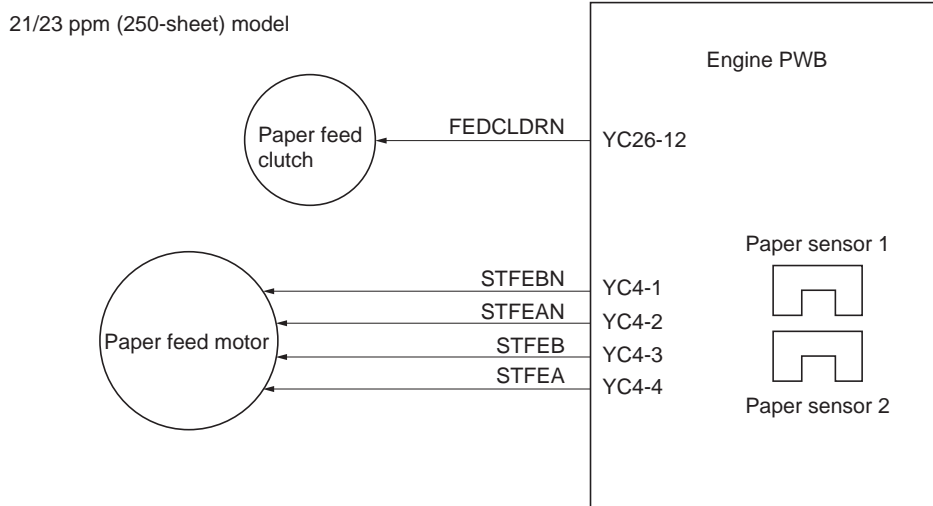 21/23 ppm (250-sheet) model
Engine PWB
Paper feed
clutch
FEDCLDRN
YC26-12
Paper sensor 1
Paper feed motor
STFEBN
YC4-1
STFEAN
YC4-2
STFEB
YC4-3
STFEA
YC4-4
Paper sensor 2